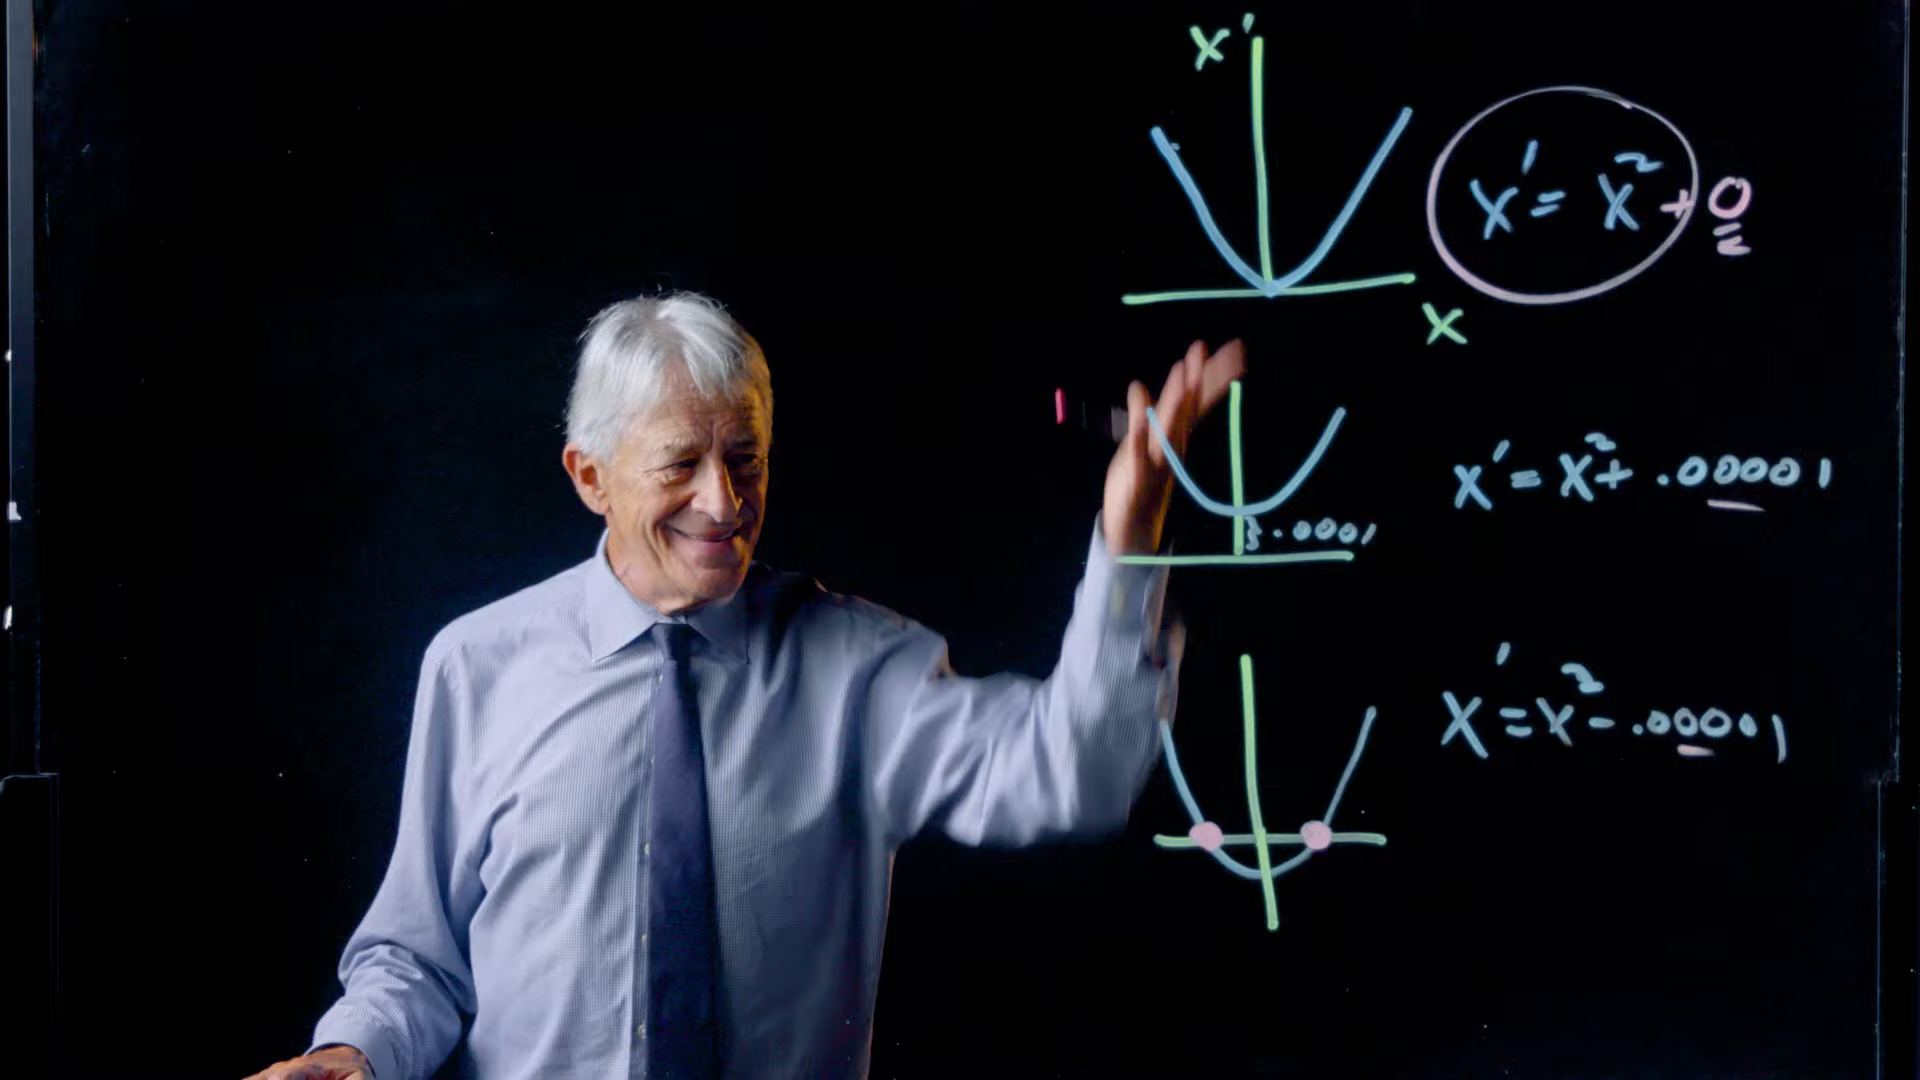 X'
X' = X² + 0
X
X' = X² + .00001
.0001
X' = X² - .00001